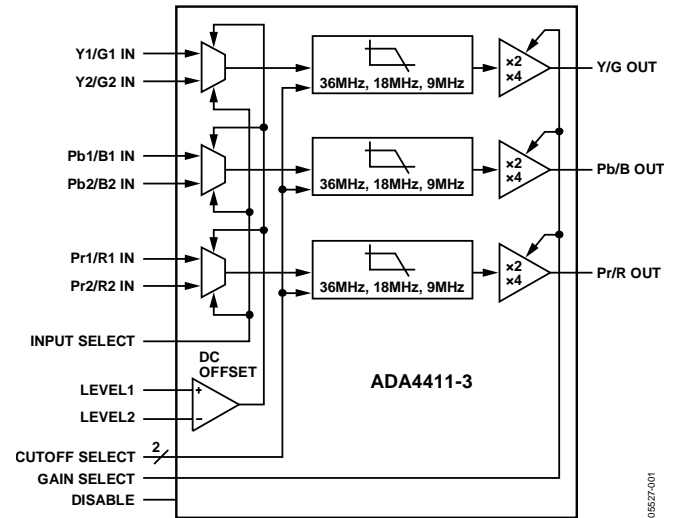 Y1/G1 IN
Y2/G2 IN
36MHz, 18MHz, 9MHz
×2
×4
Y/G OUT
Pb1/B1 IN
Pb2/B2 IN
36MHz, 18MHz, 9MHz
×2
×4
Pb/B OUT
Pr1/R1 IN
Pr2/R2 IN
36MHz, 18MHz, 9MHz
×2
×4
Pr/R OUT
INPUT SELECT
DC
OFFSET
ADA4411-3
LEVEL1
+
LEVEL2
−
CUTOFF SELECT
2
GAIN SELECT
DISABLE
05527-001